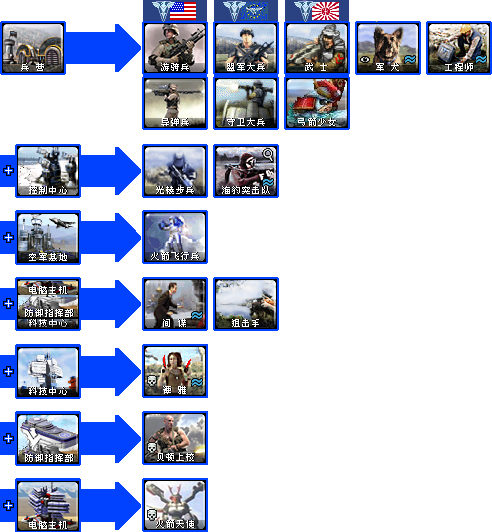 兵 营
游骑兵
盟军大兵
武 士
军 犬
工程师
导弹兵
守卫大兵
弓箭少女
+
控制中心
光棱步兵
海豹突击队
+
空军基地
火箭飞行兵
+
电脑主机
防御指挥部
科技中心
间 谍
狙击手
+
科技中心
谭 雅
+
防御指挥部
贝顿上校
+
电脑主机
火箭天使